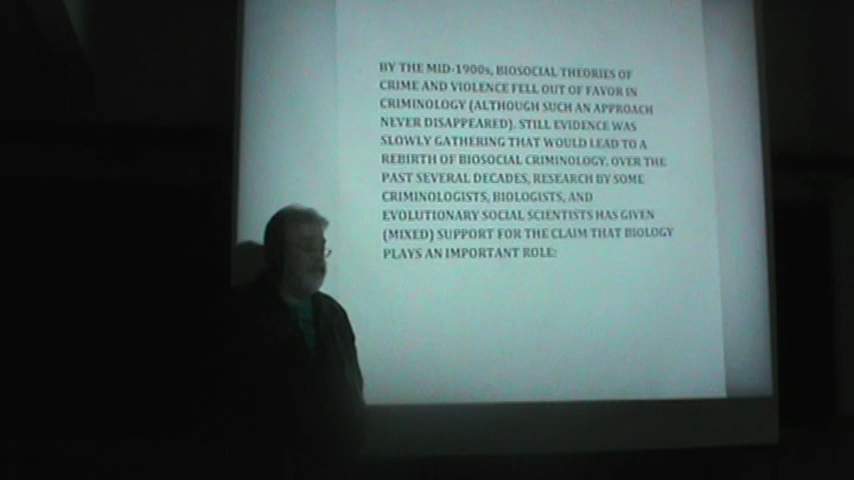 BY THE MID-1900s, BIOSOCIAL THEORIES OF
CRIME AND VIOLENCE FELL OUT OF FAVOR IN
CRIMINOLOGY (ALTHOUGH SUCH AN APPROACH
NEVER DISAPPEARED). STILL EVIDENCE WAS
SLOWLY GATHERING THAT WOULD LEAD TO A
REBIRTH OF BIOSOCIAL CRIMINOLOGY. OVER THE
PAST SEVERAL DECADES, RESEARCH BY SOME
CRIMINOLOGISTS, BIOLOGISTS, AND
EVOLUTIONARY SOCIAL SCIENTISTS HAS GIVEN
(MIXED) SUPPORT FOR THE CLAIM THAT BIOLOGY
PLAYS AN IMPORTANT ROLE: